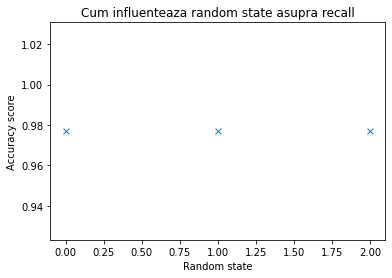 Cum influenteaza random state asupra recall
Accuracy score
1.02
1.00
0.98
0.96
0.94
0.00 0.25 0.50 0.75 1.00 1.25 1.50 1.75 2.00
Random state